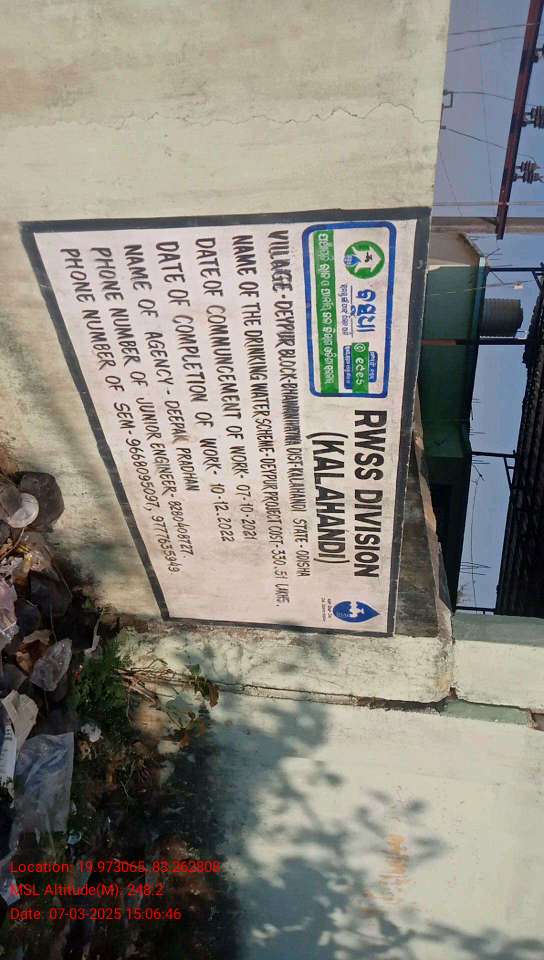 RWSS DIVISION
(KALAHANDI)
ବସୁଧା
VILLAGE - DEYPUR BLOCK-BHAWANIPATNA DIST-KALAHANDI STATE - ODISHA
NAME OF THE DRINKING WATER SCHEME- DEYPUR PROJECT COST - 330.51 LAKHS.
DATE OF COMMUNCEMENT OF WORK- 07-10-2021
DATE OF COMPLETION OF WORK- 10-12.2022
NAME OF AGENCY - DEEPAK PRADHAN
PHONE NUMBER OF JUNIOR ENGINEER- 8280408727.
PHONE NUMBER OF SEM- 9668095097, 9777635949
Location: 19.973065, 83.263808
MSL Altitude(M): 248.2
Date: 07-03-2025 15:06:46